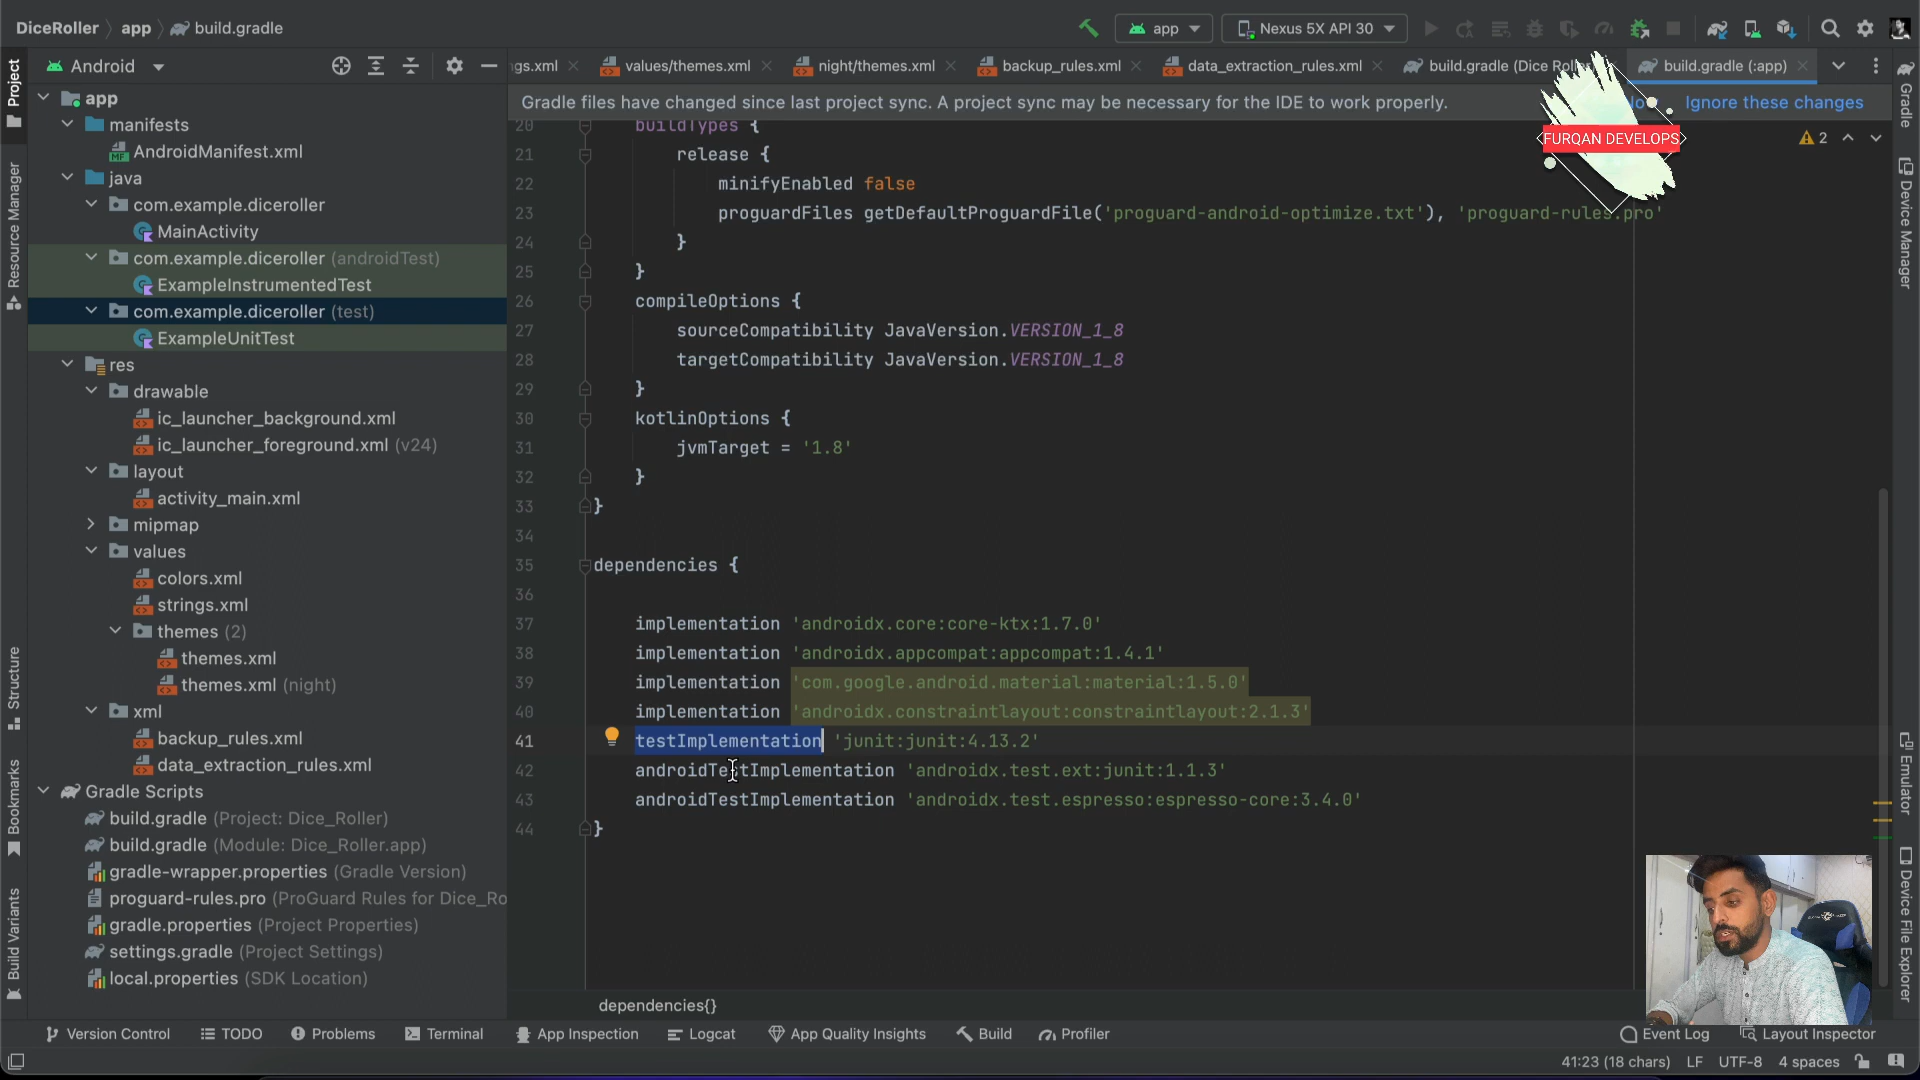 DiceRoller app build.gradle
app
Nexus 5X API 30
Android
gs.xml
values/themes.xml
night/themes.xml
backup_rules.xml
data_extraction_rules.xml
build.gradle (Dice Rol
build.gradle (:app)
Gradle files have changed since last project sync. A project sync may be necessary for the IDE to work properly.
Ignore these changes
FURQAN DEVELOPS
2
Project
Resource Manager
Structure
Bookmarks
Build Variants
app
manifests
AndroidManifest.xml
java
com.example.diceroller
MainActivity
com.example.diceroller (androidTest)
ExampleInstrumentedTest
com.example.diceroller (test)
ExampleUnitTest
res
drawable
ic_launcher_background.xml
ic_launcher_foreground.xml (v24)
layout
activity_main.xml
mipmap
values
colors.xml
strings.xml
themes (2)
themes.xml
themes.xml (night)
xml
backup_rules.xml
data_extraction_rules.xml
Gradle Scripts
build.gradle (Project: Dice_Roller)
build.gradle (Module: Dice_Roller.app)
gradle-wrapper.properties (Gradle Version)
proguard-rules.pro (ProGuard Rules for Dice_Ro
gradle.properties (Project Properties)
settings.gradle (Project Settings)
local.properties (SDK Location)
20 buildTypes {
21 release {
22 minifyEnabled false
23 proguardFiles getDefaultProguardFile('proguard-android-optimize.txt'), 'proguard-rules.pro'
24 }
25 }
26 compileOptions {
27 sourceCompatibility JavaVersion.VERSION_1_8
28 targetCompatibility JavaVersion.VERSION_1_8
29 }
30 kotlinOptions {
31 jvmTarget = '1.8'
32 }
33 }
34
35 dependencies {
36
37 implementation 'androidx.core:core-ktx:1.7.0'
38 implementation 'androidx.appcompat:appcompat:1.4.1'
39 implementation 'com.google.android.material:material:1.5.0'
40 implementation 'androidx.constraintlayout:constraintlayout:2.1.3'
41 testImplementation 'junit:junit:4.13.2'
42 androidTestImplementation 'androidx.test.ext:junit:1.1.3'
43 androidTestImplementation 'androidx.test.espresso:espresso-core:3.4.0'
44 }
dependencies{}
Gradle
Device Manager
Emulator
Device File Explorer
Version Control
TODO
Problems
Terminal
App Inspection
Logcat
App Quality Insights
Build
Profiler
Event Log
Layout Inspector
41:23 (18 chars) LF UTF-8 4 spaces